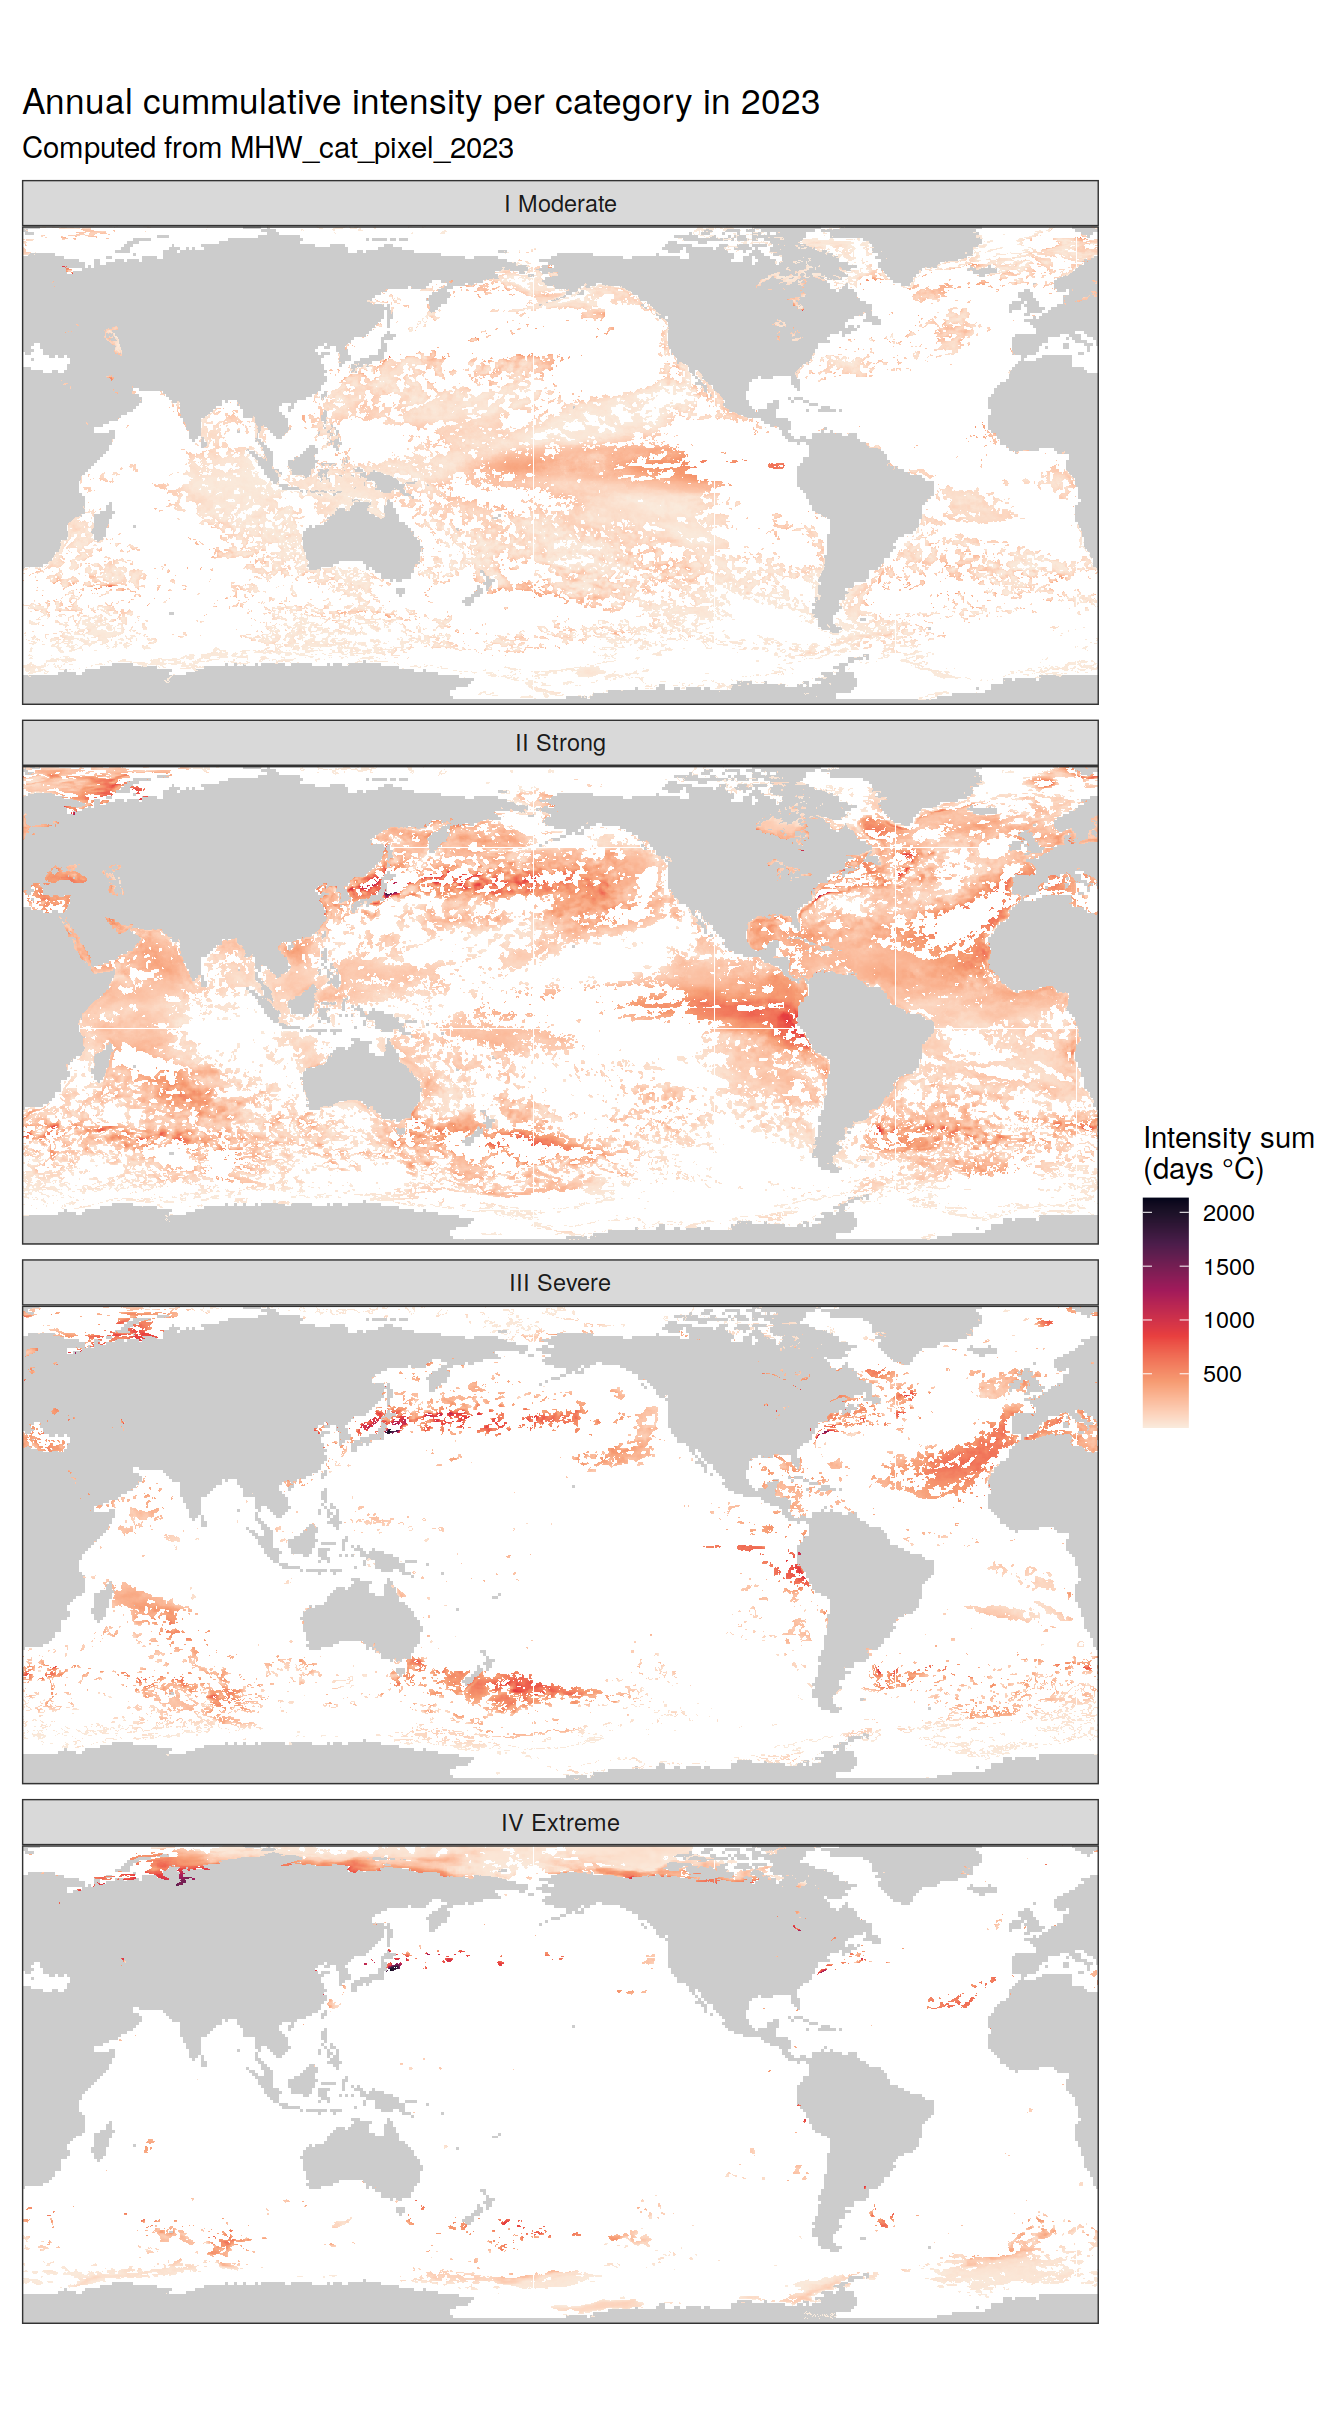 Annual cummulative intensity per category in 2023
Computed from MHW_cat_pixel_2023
I Moderate
II Strong
III Severe
IV Extreme
Intensity sum
(days °C)
2000
1500
1000
500